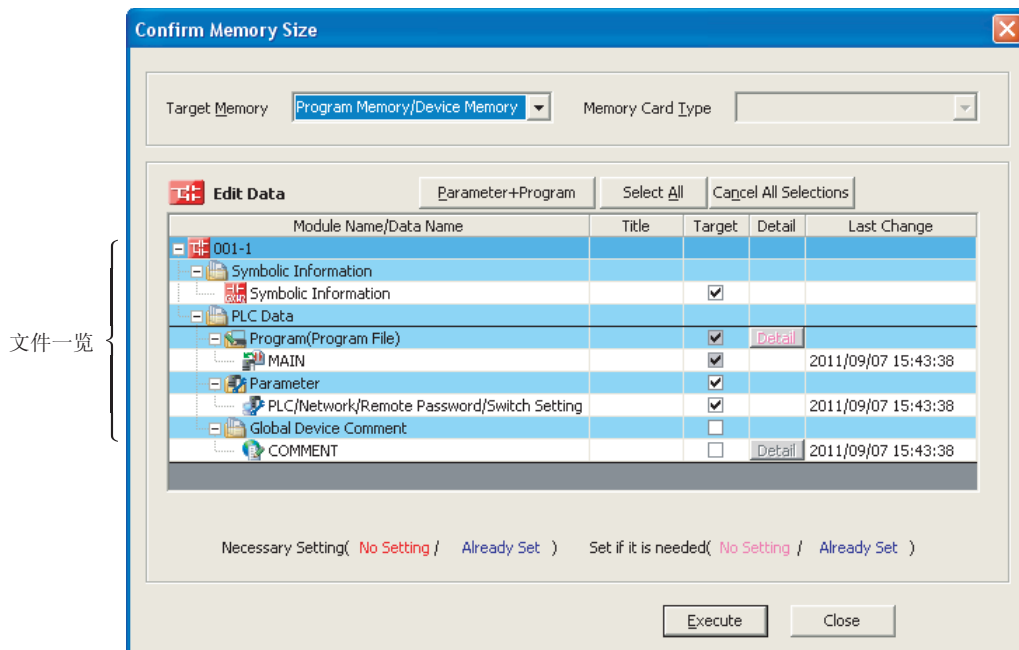 Confirm Memory Size
Target Memory Program Memory/Device Memory Memory Card Type
Edit Data Parameter+Program Select All Cancel All Selections
Module Name/Data Name Title Target Detail Last Change
001-1
Symbolic Information
Symbolic Information
PLC Data
Program(Program File) Detail
MAIN 2011/09/07 15:43:38
文件一览
Parameter
PLC/Network/Remote Password/Switch Setting 2011/09/07 15:43:38
Global Device Comment
COMMENT Detail 2011/09/07 15:43:38
Necessary Setting( No Setting / Already Set ) Set if it is needed( No Setting / Already Set )
Execute Close